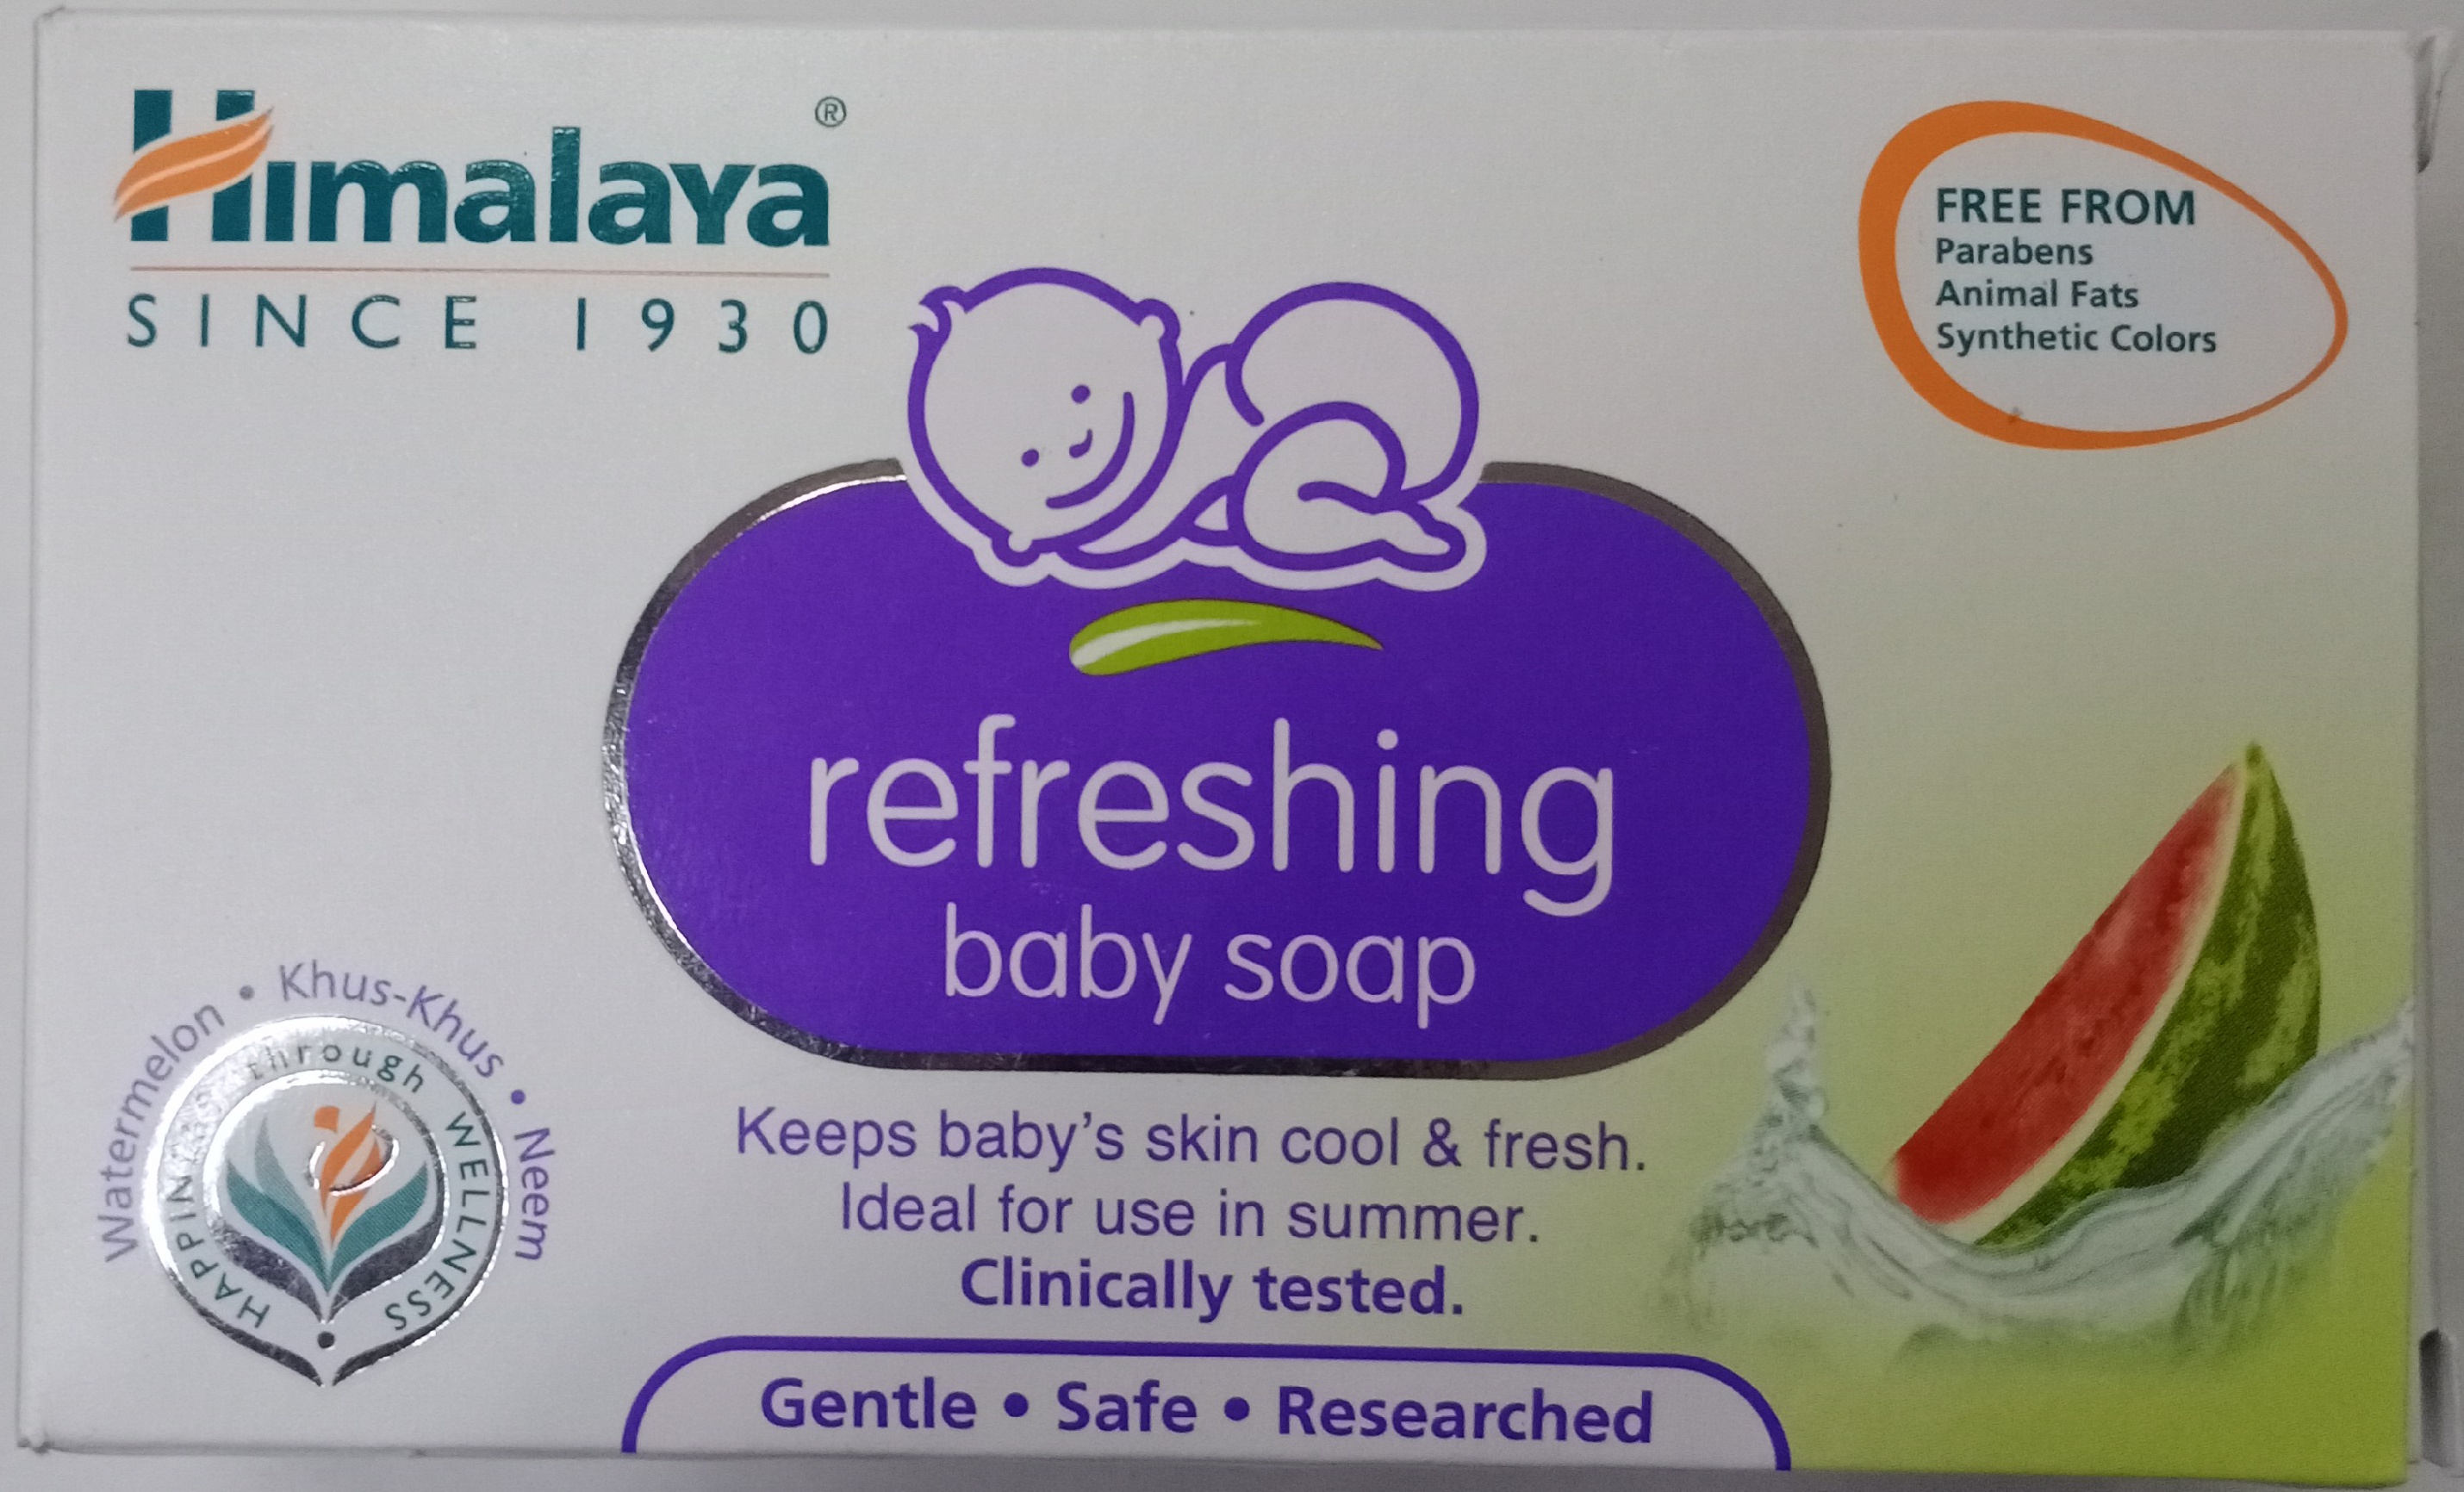 Himalaya®
SINCE 1930
FREE FROM
Parabens
Animal Fats
Synthetic Colors
refreshing
baby soap
Watermelon • Khus-Khus • Neem
HAPPINESS through WELLNESS
Keeps baby's skin cool & fresh.
Ideal for use in summer.
Clinically tested.
Gentle • Safe • Researched